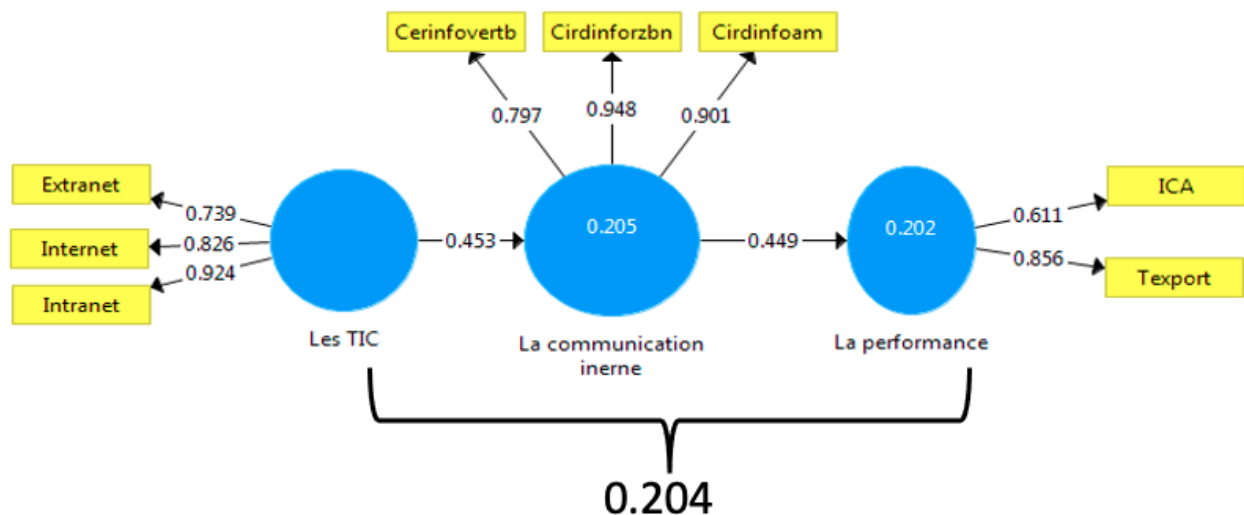 Cerinfovertb
Cirdinforzbn
Cirdinfoam
0.797
0.948
0.901
Extranet
Internet
Intranet
0.739
0.826
0.924
0.453
0.205
0.449
0.202
0.611
0.856
ICA
Texport
Les TIC
La communication
inerne
La performance
0.204